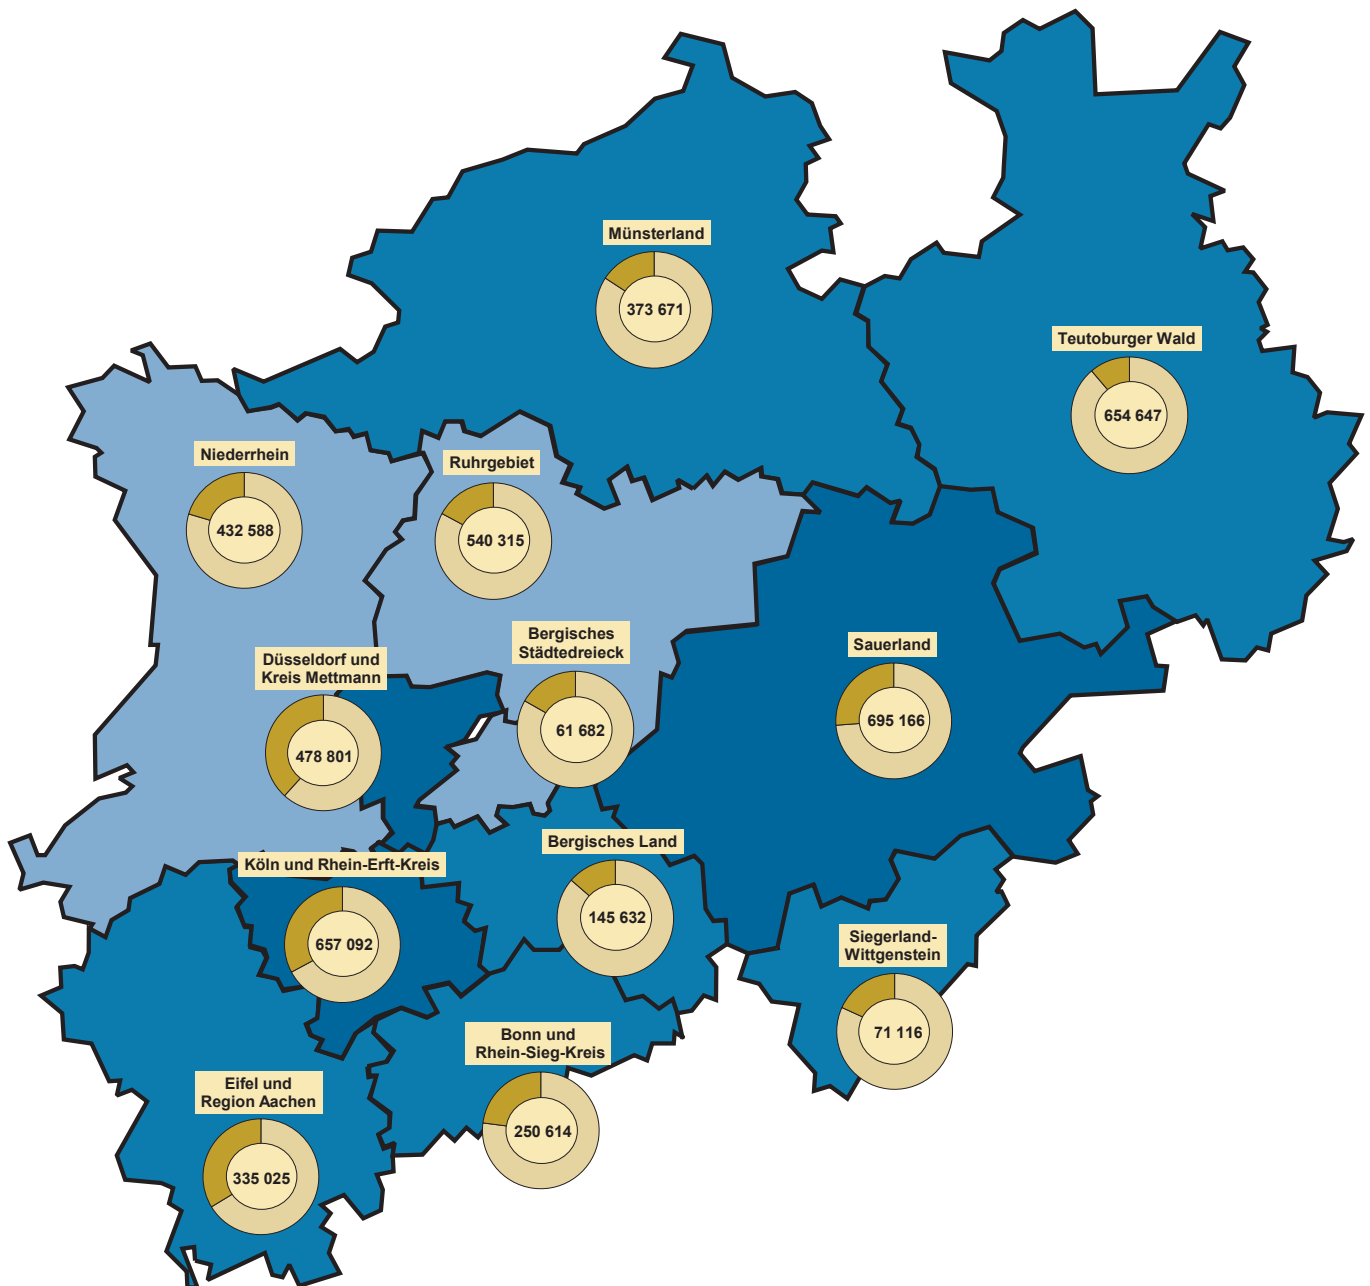 Münsterland
373 671
Teutoburger Wald
654 647
Niederrhein
432 588
Ruhrgebiet
540 315
Bergisches
Städtedreieck
61 682
Sauerland
695 166
Düsseldorf und
Kreis Mettmann
478 801
Bergisches Land
145 632
Köln und Rhein-Erft-Kreis
657 092
Siegerland-
Wittgenstein
71 116
Bonn und
Rhein-Sieg-Kreis
250 614
Eifel und
Region Aachen
335 025